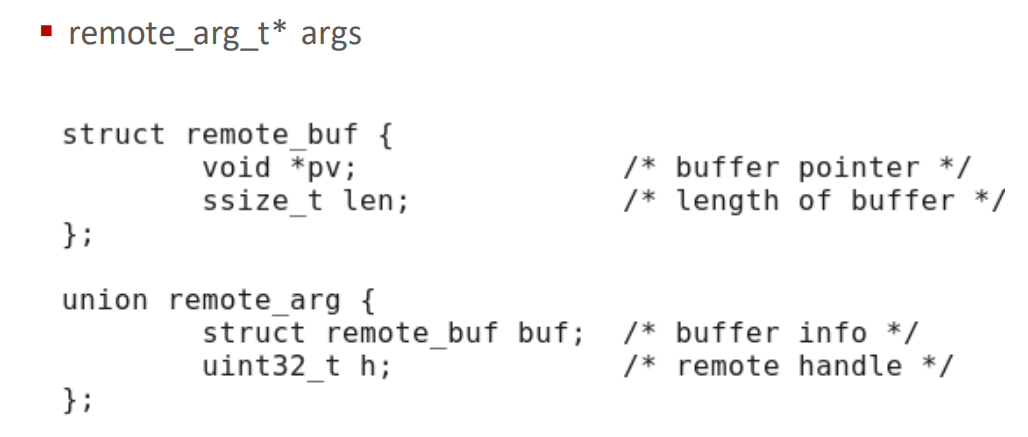 ▪ remote_arg_t* args
struct remote_buf {
        void *pv;                /* buffer pointer */
        ssize_t len;             /* length of buffer */
};
union remote_arg {
        struct remote_buf buf;   /* buffer info */
        uint32_t h;              /* remote handle */
};